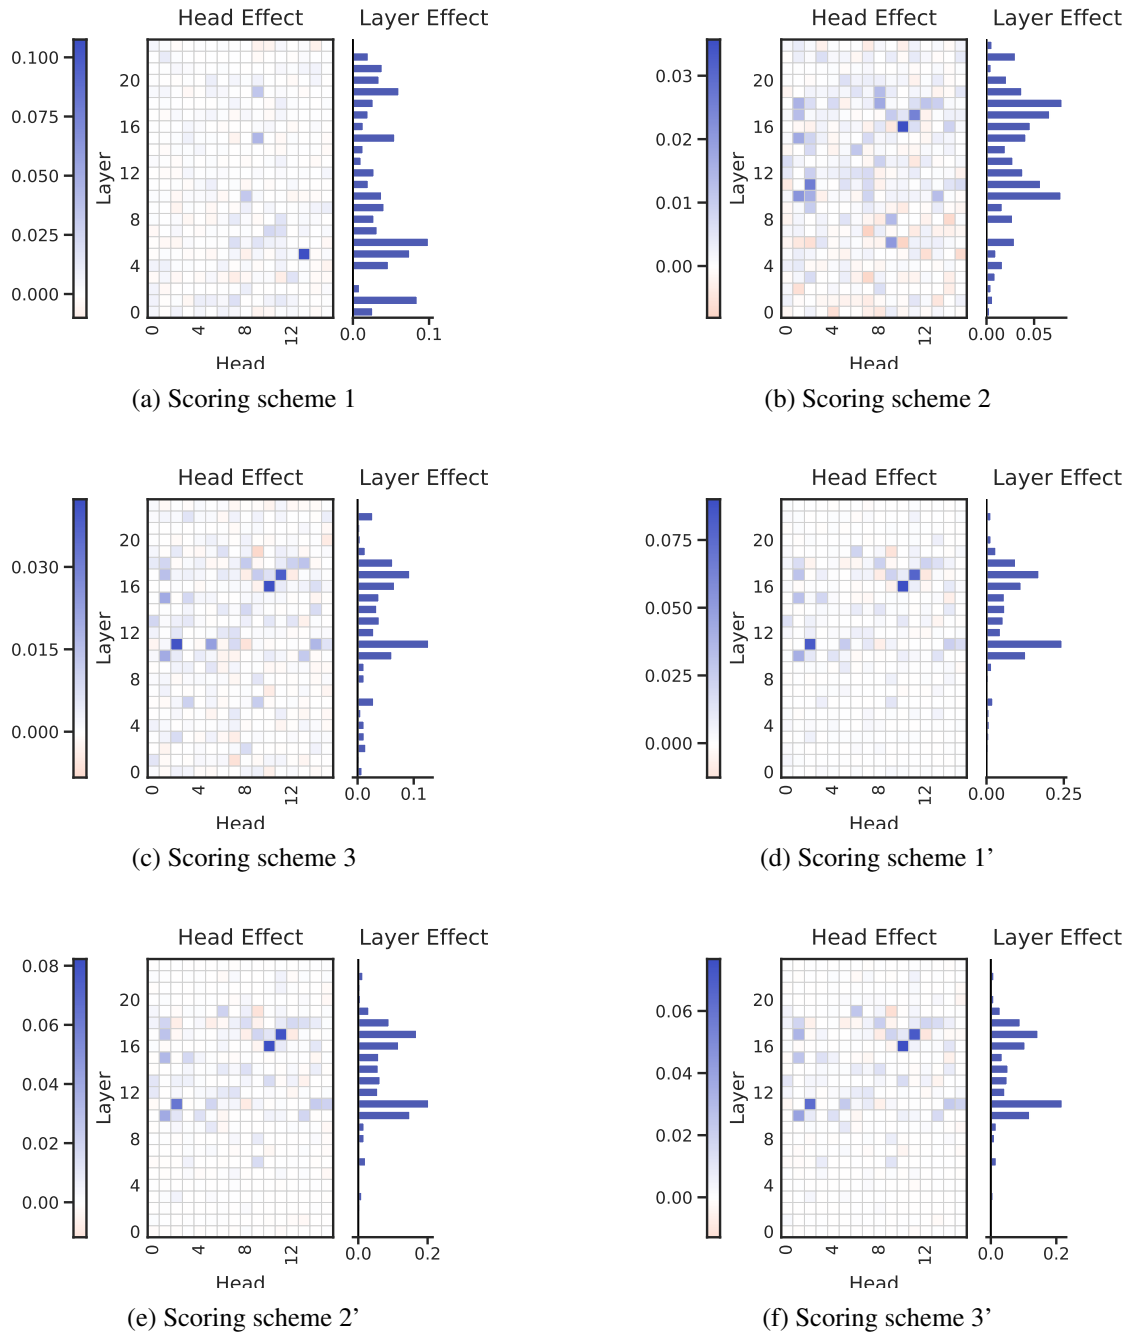 Head Effect Layer Effect Head Effect Layer Effect
0.100 0.075 0.050 0.025 0.000
Layer
20 16 12 8 4 0
0 4 8 12
Head
0.0 0.1
0.03 0.02 0.01 0.00
Layer
20 16 12 8 4 0
0 4 8 12
Head
0.00 0.05
(a) Scoring scheme 1
(b) Scoring scheme 2
Head Effect Layer Effect Head Effect Layer Effect
0.030 0.015 0.000
Layer
20 16 12 8 4 0
0 4 8 12
Head
0.0 0.1
0.075 0.050 0.025 0.000
Layer
20 16 12 8 4 0
0 4 8 12
Head
0.00 0.25
(c) Scoring scheme 3
(d) Scoring scheme 1’
Head Effect Layer Effect Head Effect Layer Effect
0.08 0.06 0.04 0.02 0.00
Layer
20 16 12 8 4 0
0 4 8 12
Head
0.0 0.2
0.06 0.04 0.02 0.00
Layer
20 16 12 8 4 0
0 4 8 12
Head
0.0 0.2
(e) Scoring scheme 2’
(f) Scoring scheme 3’